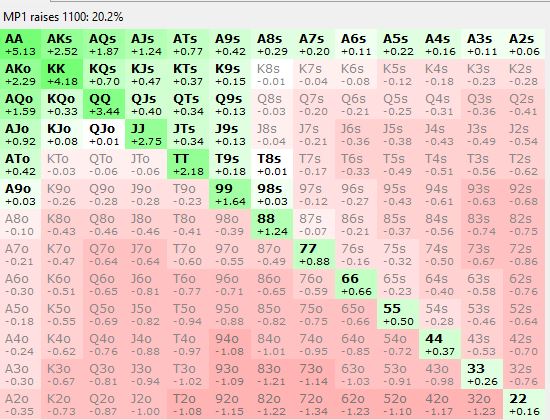 MP1 raises 1100: 20.2%
AA AKs AQs AJs ATs A9s A8s A7s A6s A5s A4s A3s A2s
+5.13 +2.52 +1.87 +1.24 +0.77 +0.42 +0.29 +0.20 +0.11 +0.22 +0.16 +0.11 +0.06
AKo KK KQs KJs KTs K9s K8s K7s K6s K5s K4s K3s K2s
+2.29 +4.18 +0.70 +0.47 +0.37 +0.15 -0.01 -0.04 -0.08 -0.12 -0.18 -0.23 -0.28
AQo KQo QQ QJs QTs Q9s Q8s Q7s Q6s Q5s Q4s Q3s Q2s
+1.59 +0.33 +3.44 +0.40 +0.34 +0.13 -0.03 -0.20 -0.21 -0.25 -0.31 -0.36 -0.41
AJo KJo QJo JJ JTs J9s J8s J7s J6s J5s J4s J3s J2s
+0.92 +0.08 +0.01 +2.75 +0.34 +0.13 -0.04 -0.21 -0.36 -0.38 -0.43 -0.49 -0.54
ATo KTo QTo JTo TT T9s T8s T7s T6s T5s T4s T3s T2s
+0.42 -0.03 -0.06 -0.06 +2.18 +0.18 +0.01 -0.17 -0.33 -0.49 -0.51 -0.56 -0.62
A9o K9o Q9o J9o T9o 99 98s 97s 96s 95s 94s 93s 92s
+0.03 -0.26 -0.28 -0.28 -0.23 +1.64 +0.03 -0.12 -0.27 -0.43 -0.61 -0.63 -0.68
A8o K8o Q8o J8o T8o 98o 88 87s 86s 85s 84s 83s 82s
-0.10 -0.43 -0.46 -0.46 -0.41 -0.39 +1.24 -0.07 -0.21 -0.37 -0.56 -0.74 -0.75
A7o K7o Q7o J7o T7o 97o 87o 77 76s 75s 74s 73s 72s
-0.21 -0.47 -0.64 -0.64 -0.60 -0.55 -0.49 +0.88 -0.16 -0.32 -0.50 -0.67 -0.86
A6o K6o Q6o J6o T6o 96o 86o 76o 66 65s 64s 63s 62s
-0.30 -0.51 -0.65 -0.81 -0.77 -0.71 -0.65 -0.59 +0.66 -0.23 -0.40 -0.58 -0.76
A5o K5o Q5o J5o T5o 95o 85o 75o 65o 55 54s 53s 52s
-0.18 -0.55 -0.69 -0.82 -0.94 -0.88 -0.82 -0.75 -0.66 +0.50 -0.28 -0.46 -0.64
A4o K4o Q4o J4o T4o 94o 84o 74o 64o 54o 44 43s 42s
-0.24 -0.62 -0.76 -0.88 -0.97 -1.08 -1.01 -0.95 -0.85 -0.72 +0.37 -0.53 -0.70
A3o K3o Q3o J3o T3o 93o 83o 73o 63o 53o 43o 33 32s
-0.30 -0.67 -0.81 -0.94 -1.02 -1.09 -1.21 -1.14 -1.03 -0.91 -0.98 +0.26 -0.76
A2o K2o Q2o J2o T2o 92o 82o 72o 62o 52o 42o 32o 22
-0.35 -0.73 -0.87 -1.00 -1.08 -1.15 -1.22 -1.34 -1.23 -1.10 -1.17 -1.22 +0.16